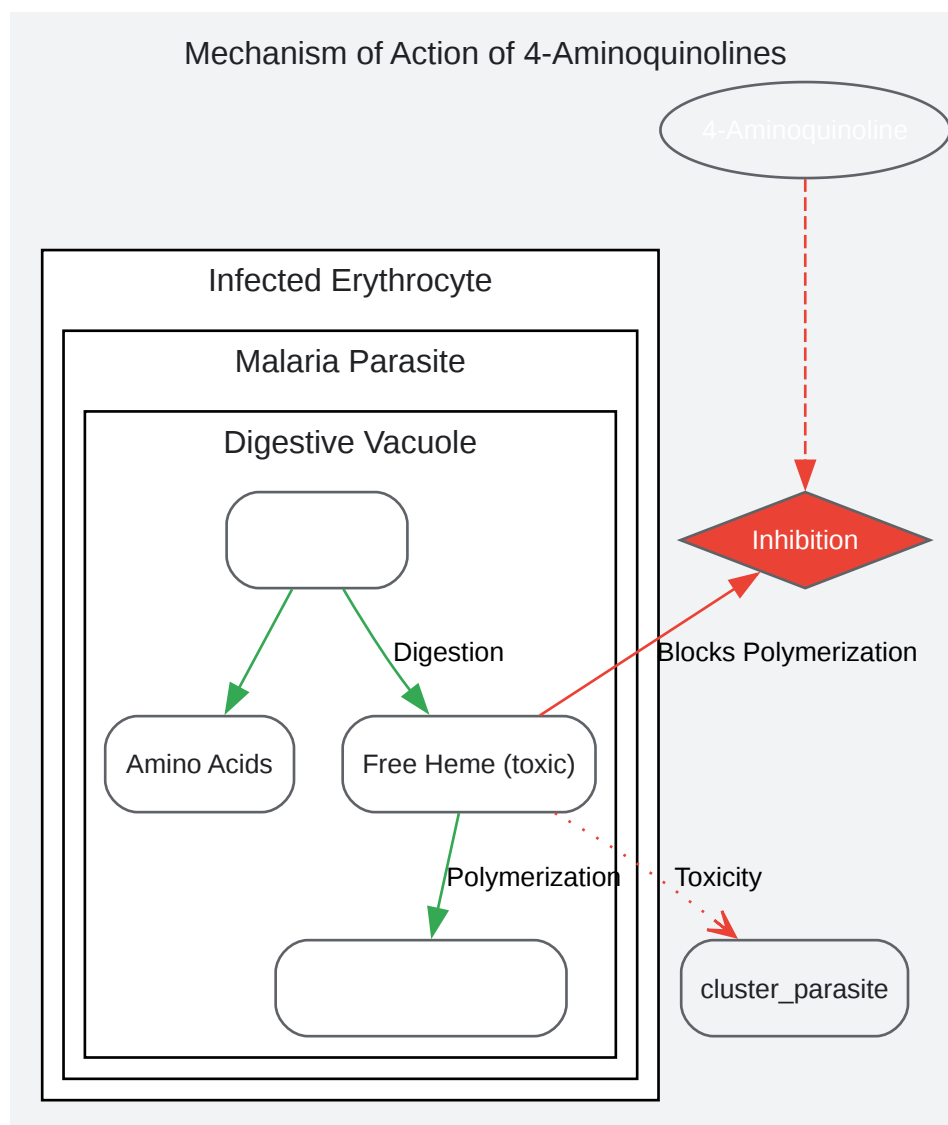 Mechanism of Action of 4-Aminoquinolines
4-Aminoquinoline
Infected Erythrocyte
Malaria Parasite
Digestive Vacuole
Inhibition
Digestion
Blocks Polymerization
Amino Acids
Free Heme (toxic)
Polymerization
Toxicity
cluster_parasite